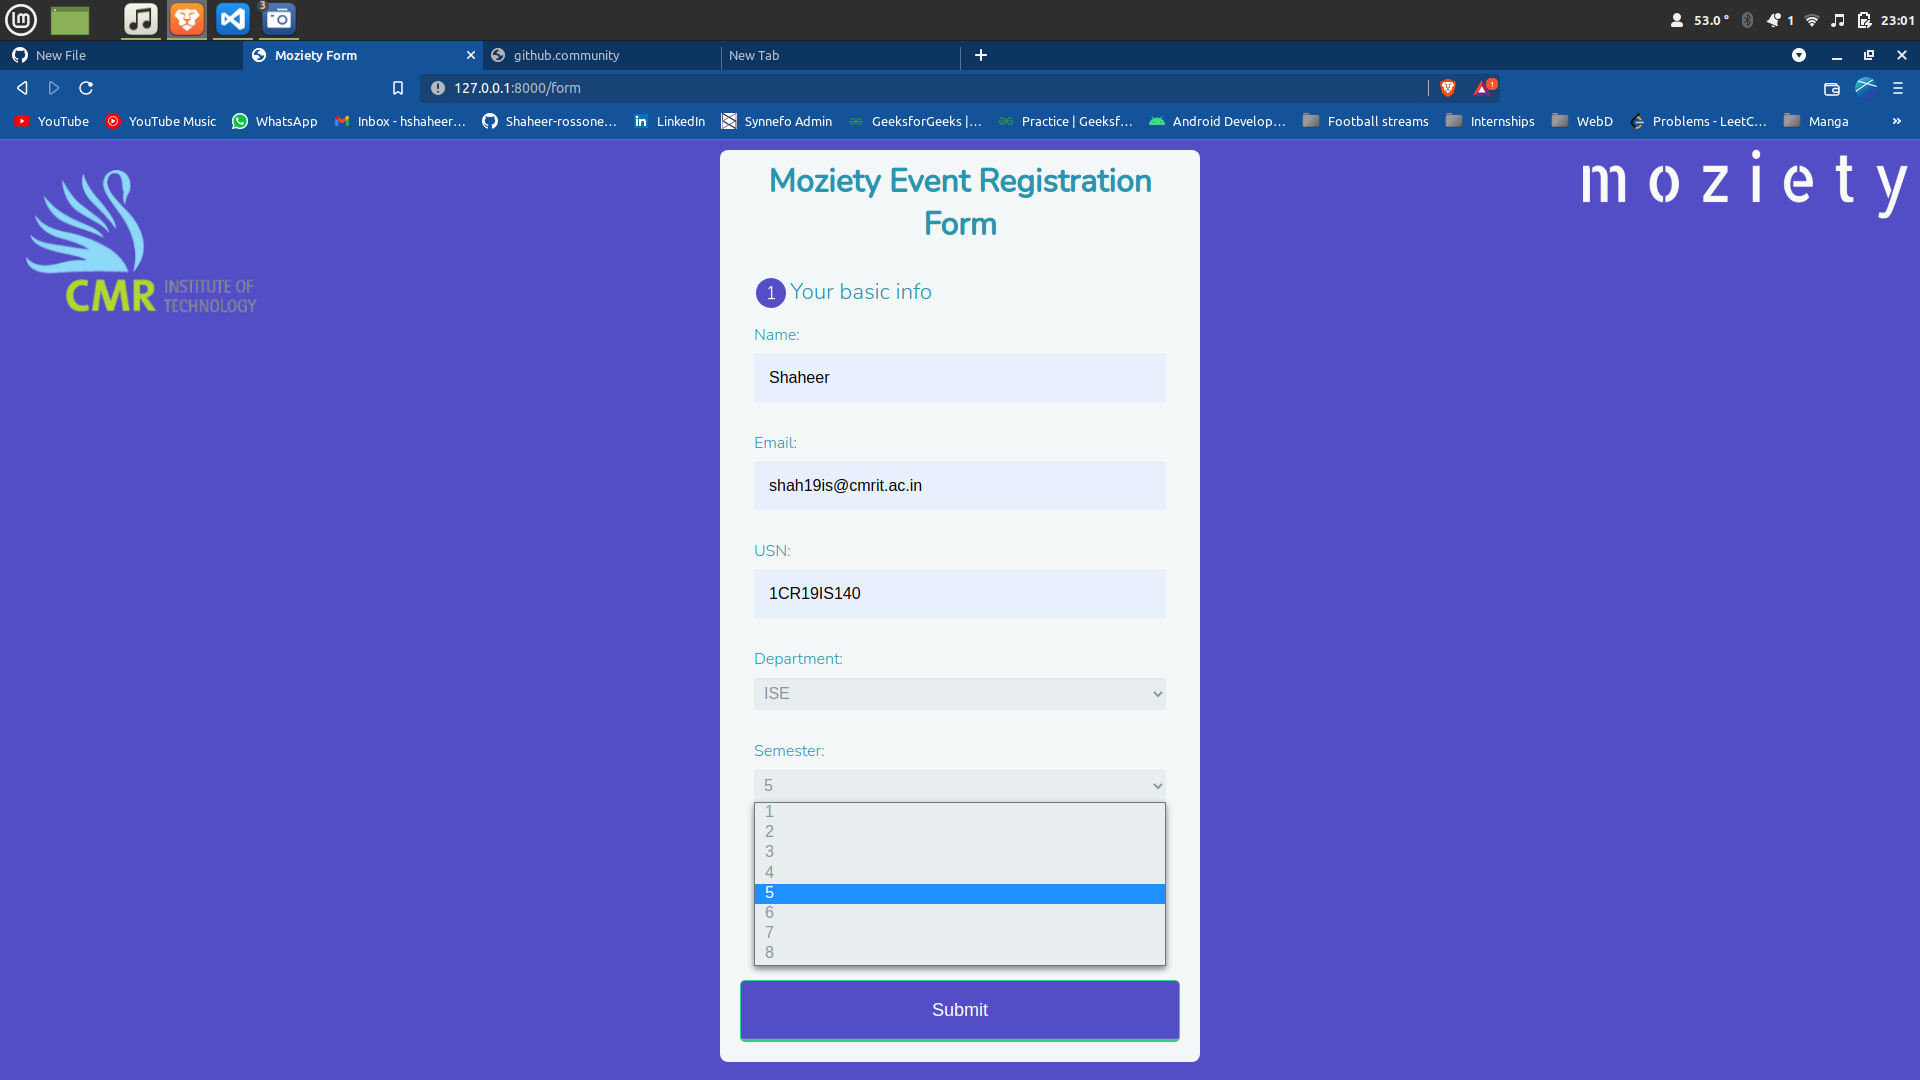 3
53.0 °
1
23:01
New File
Moziety Form
github.community
New Tab
127.0.0.1:8000/form
1
YouTube
YouTube Music
WhatsApp
Inbox - hshaheer...
Shaheer-rossone...
LinkedIn
Synnefo Admin
GeeksforGeeks |...
Practice | Geeksf...
Android Develop...
Football streams
Internships
WebD
Problems - LeetC...
Manga
»
CMR INSTITUTE OF
TECHNOLOGY
moziety
Moziety Event Registration
Form
1 Your basic info
Name:
Shaheer
Email:
shah19is@cmrit.ac.in
USN:
1CR19IS140
Department:
ISE
Semester:
5
1
2
3
4
5
6
7
8
Submit